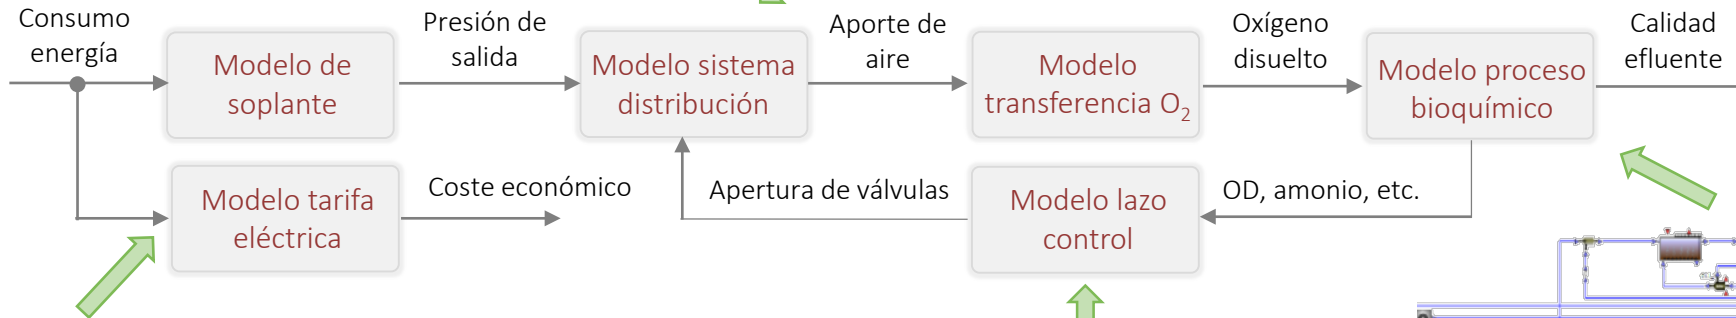 Consumo
energía
Modelo de
soplante
Presión de
salida
Modelo sistema
distribución
Aporte de
aire
Modelo
transferencia O₂
Oxígeno
disuelto
Modelo proceso
bioquímico
Calidad
efluente
Modelo tarifa
eléctrica
Coste económico
Apertura de válvulas
Modelo lazo
control
OD, amonio, etc.